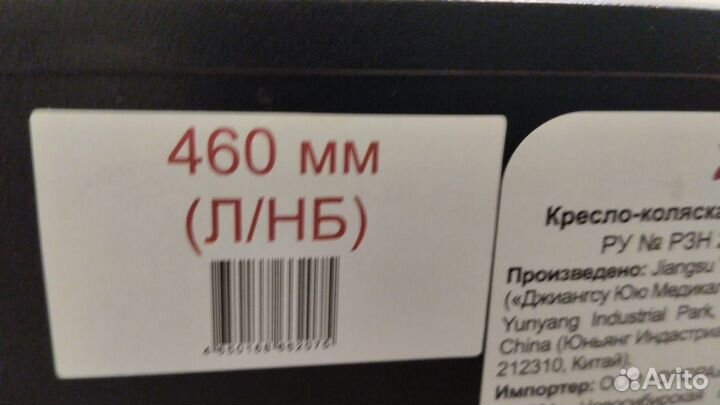 460 мм
(Л/НБ)
Кресло-коляска
РУ № РЗН
Произведено: Jiangsu
(«Джиангсу Юю Медикал
Yunyang Industrial Park,
China (Юньянг Индастриал
212310, Китай).
Импортер:
Новосибирская
Avito